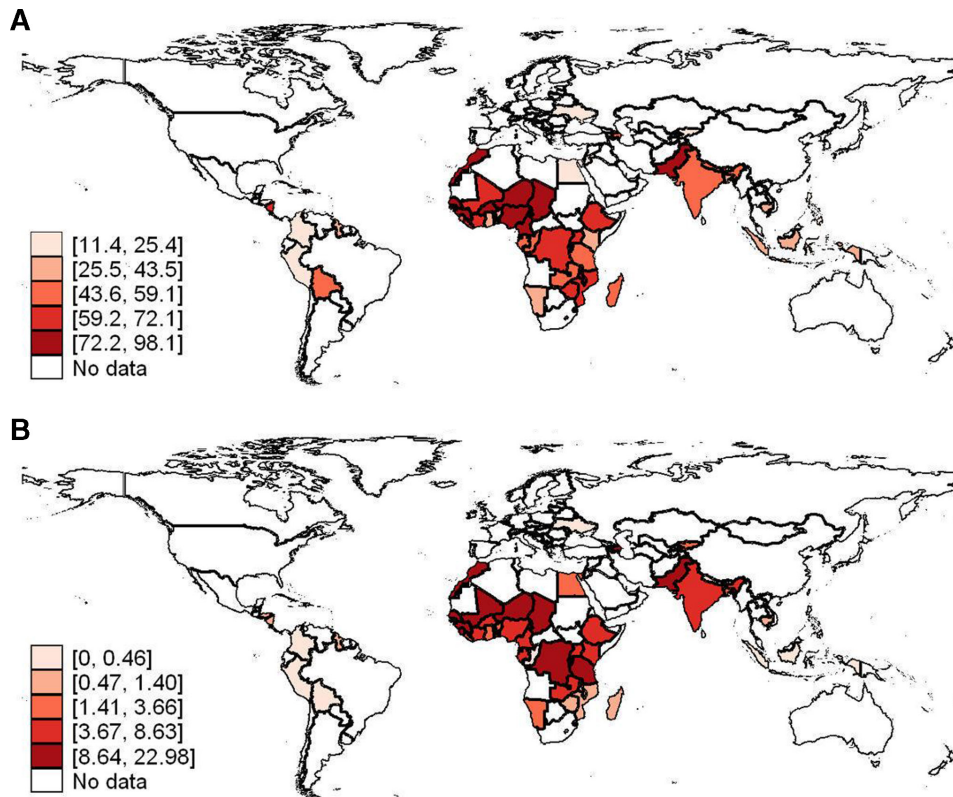 A
[11.4, 25.4]
[25.5, 43.5]
[43.6, 59.1]
[59.2, 72.1]
[72.2, 98.1]
No data
B
[0, 0.46]
[0.47, 1.40]
[1.41, 3.66]
[3.67, 8.63]
[8.64, 22.98]
No data